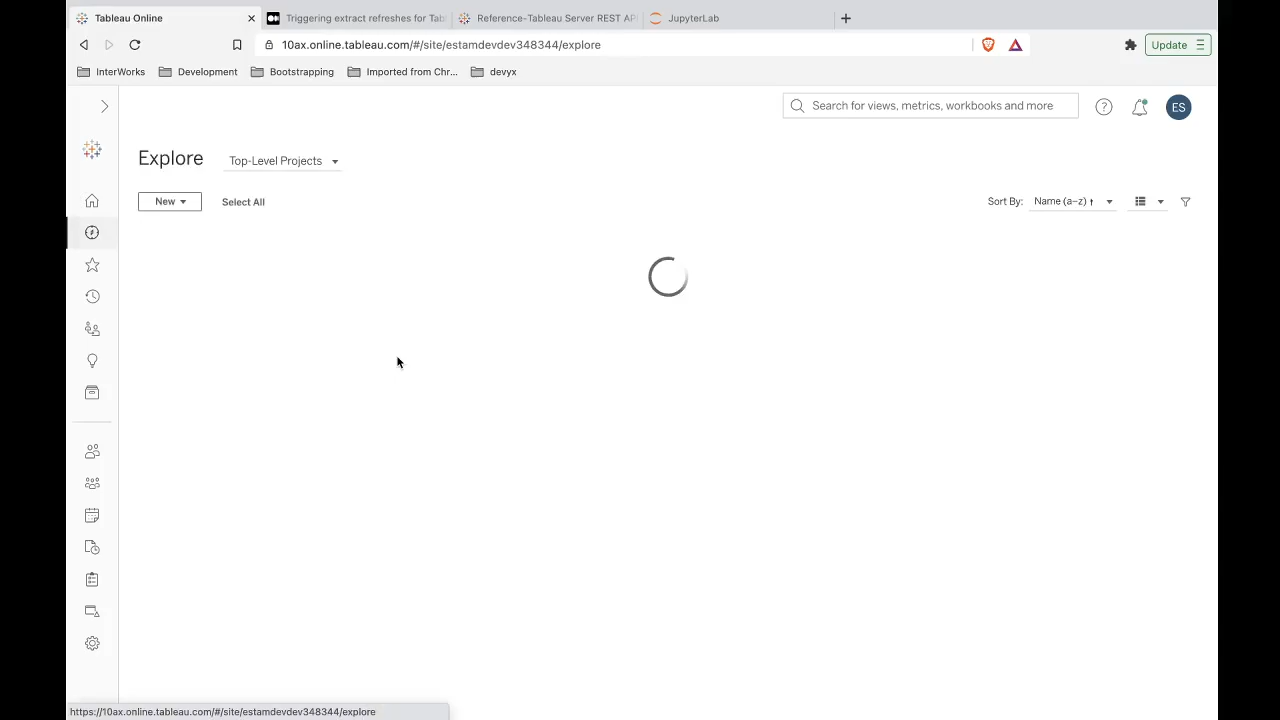 Tableau Online
Triggering extract refreshes for Tab
Reference-Tableau Server REST AP
JupyterLab
10ax.online.tableau.com/#/site/estamdevdev348344/explore
Update
InterWorks
Development
Bootstrapping
Imported from Chr...
devyx
Search for views, metrics, workbooks and more
ES
Explore
Top-Level Projects
New
Select All
Sort By: Name (a–z) ↑
https://10ax.online.tableau.com/#/site/estamdevdev348344/explore